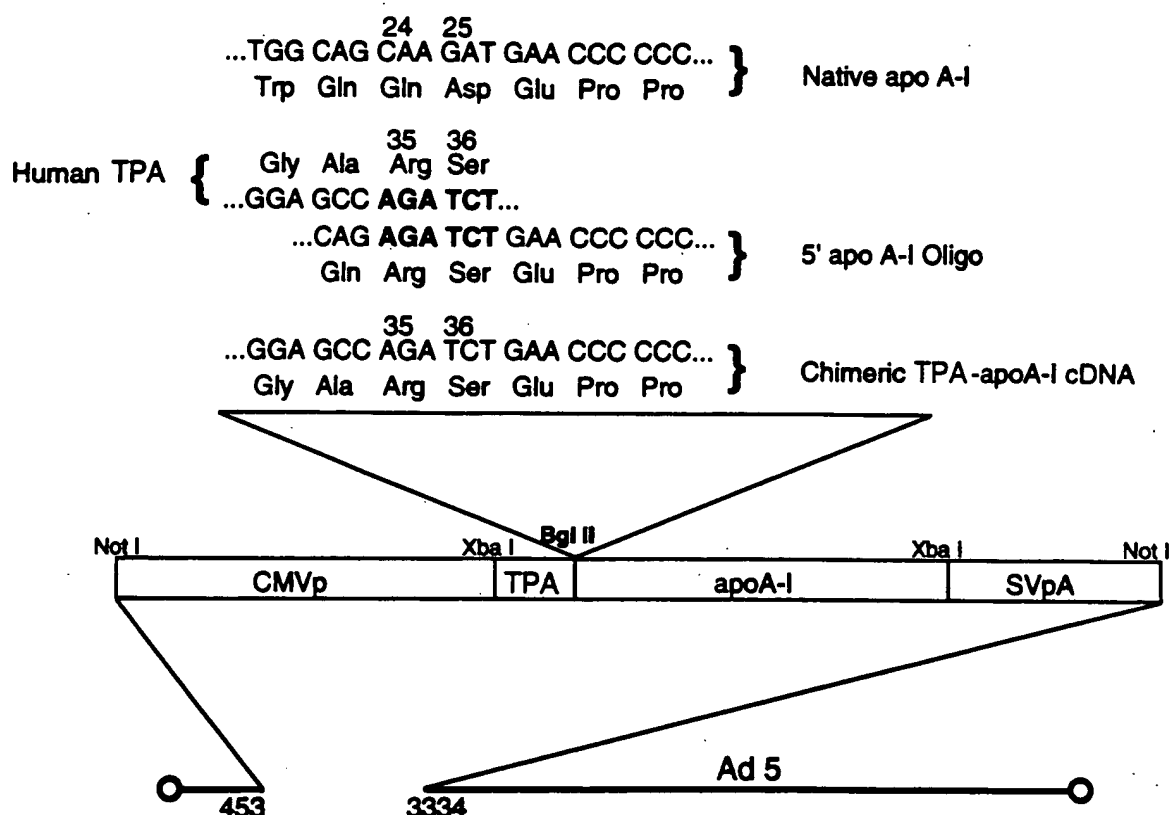 24 25
...TGG CAG CAA GAT GAA CCC CCC... } Native apo A-I
Trp Gln Gln Asp Glu Pro Pro
35 36
Human TPA { Gly Ala Arg Ser
...GGA GCC AGA TCT...
...CAG AGA TCT GAA CCC CCC... } 5' apo A-I Oligo
Gln Arg Ser Glu Pro Pro
35 36
...GGA GCC AGA TCT GAA CCC CCC... } Chimeric TPA-apoA-I cDNA
Gly Ala Arg Ser Glu Pro Pro
Not I Xba I Bgl II Xba I Not I
CMVp TPA apoA-I SVpA
Ad 5
453 3334